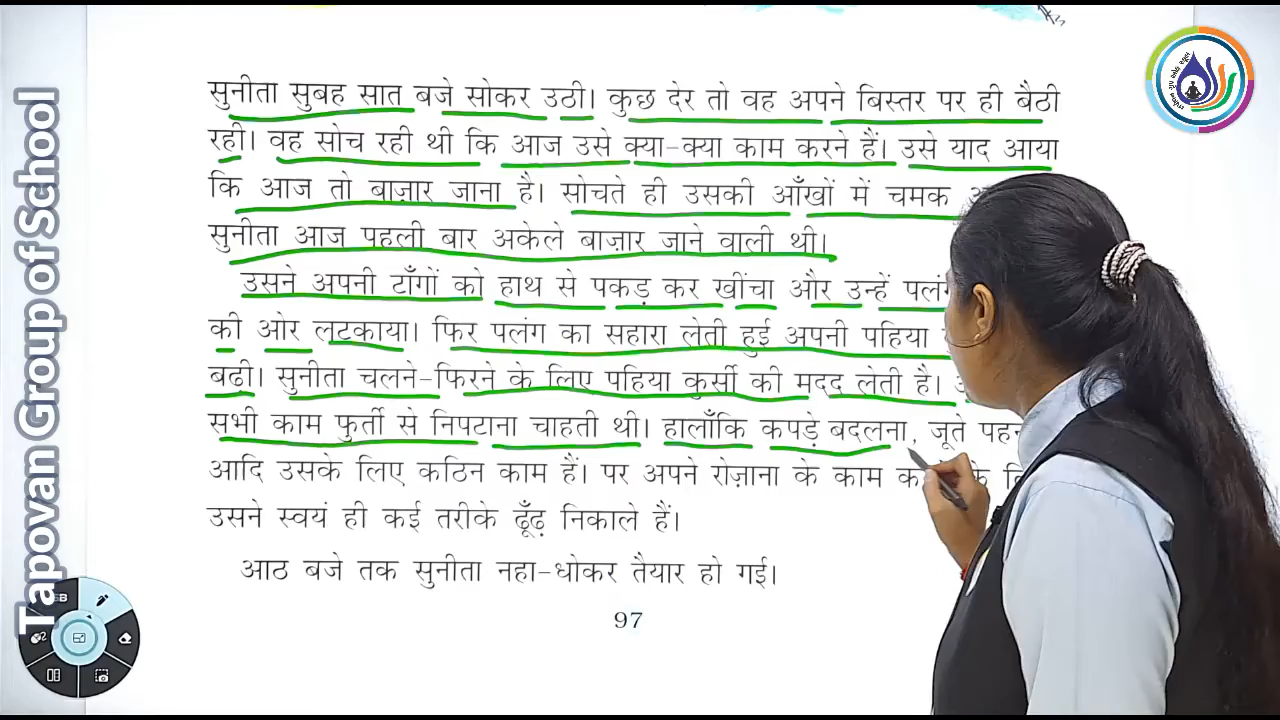 सुनीता सुबह सात बजे सोकर उठी। कुछ देर तो वह अपने बिस्तर पर ही बैठी
रही। वह सोच रही थी कि आज उसे क्या-क्या काम करने हैं। उसे याद आया
कि आज तो बाज़ार जाना है। सोचते ही उसकी आँखों में चमक
सुनीता आज पहली बार अकेले बाज़ार जाने वाली थी।
उसने अपनी टाँगों को हाथ से पकड़ कर खींचा और उन्हें पलंग
की ओर लटकाया। फिर पलंग का सहारा लेती हुई अपनी पहिया
बढ़ी। सुनीता चलने-फिरने के लिए पहिया कुर्सी की मदद लेती है।
सभी काम फुर्ती से निपटाना चाहती थी। हालाँकि कपड़े बदलना, जूते
आदि उसके लिए कठिन काम हैं। पर अपने रोज़ाना के काम
उसने स्वयं ही कई तरीके ढूँढ़ निकाले हैं।
आठ बजे तक सुनीता नहा-धोकर तैयार हो गई।
97
Tapovan Group of School